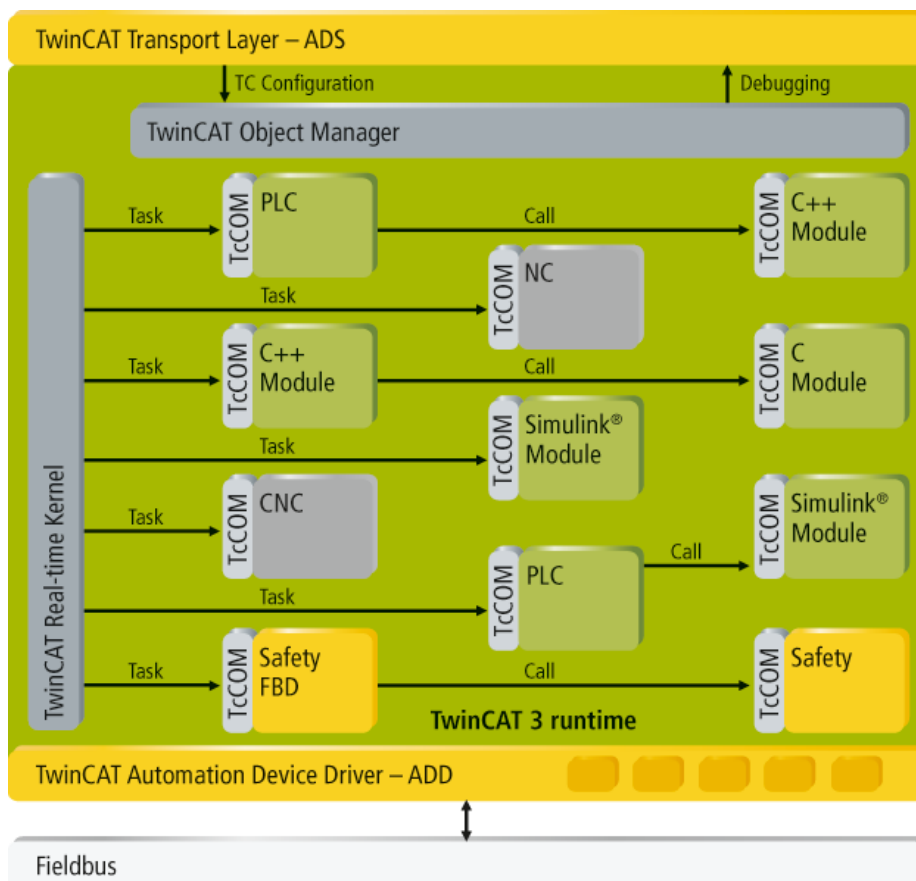 TwinCAT Transport Layer – ADS
TC Configuration
Debugging
TwinCAT Object Manager
TwinCAT Real-time Kernel
Task
TcCOM
PLC
Call
TcCOM
C++
Module
Task
TcCOM
NC
Task
TcCOM
C++
Module
Call
TcCOM
C
Module
Task
TcCOM
Simulink®
Module
Task
TcCOM
CNC
TcCOM
Simulink®
Module
Task
TcCOM
PLC
Call
Task
TcCOM
Safety
FBD
Call
TcCOM
Safety
TwinCAT 3 runtime
TwinCAT Automation Device Driver – ADD
Fieldbus